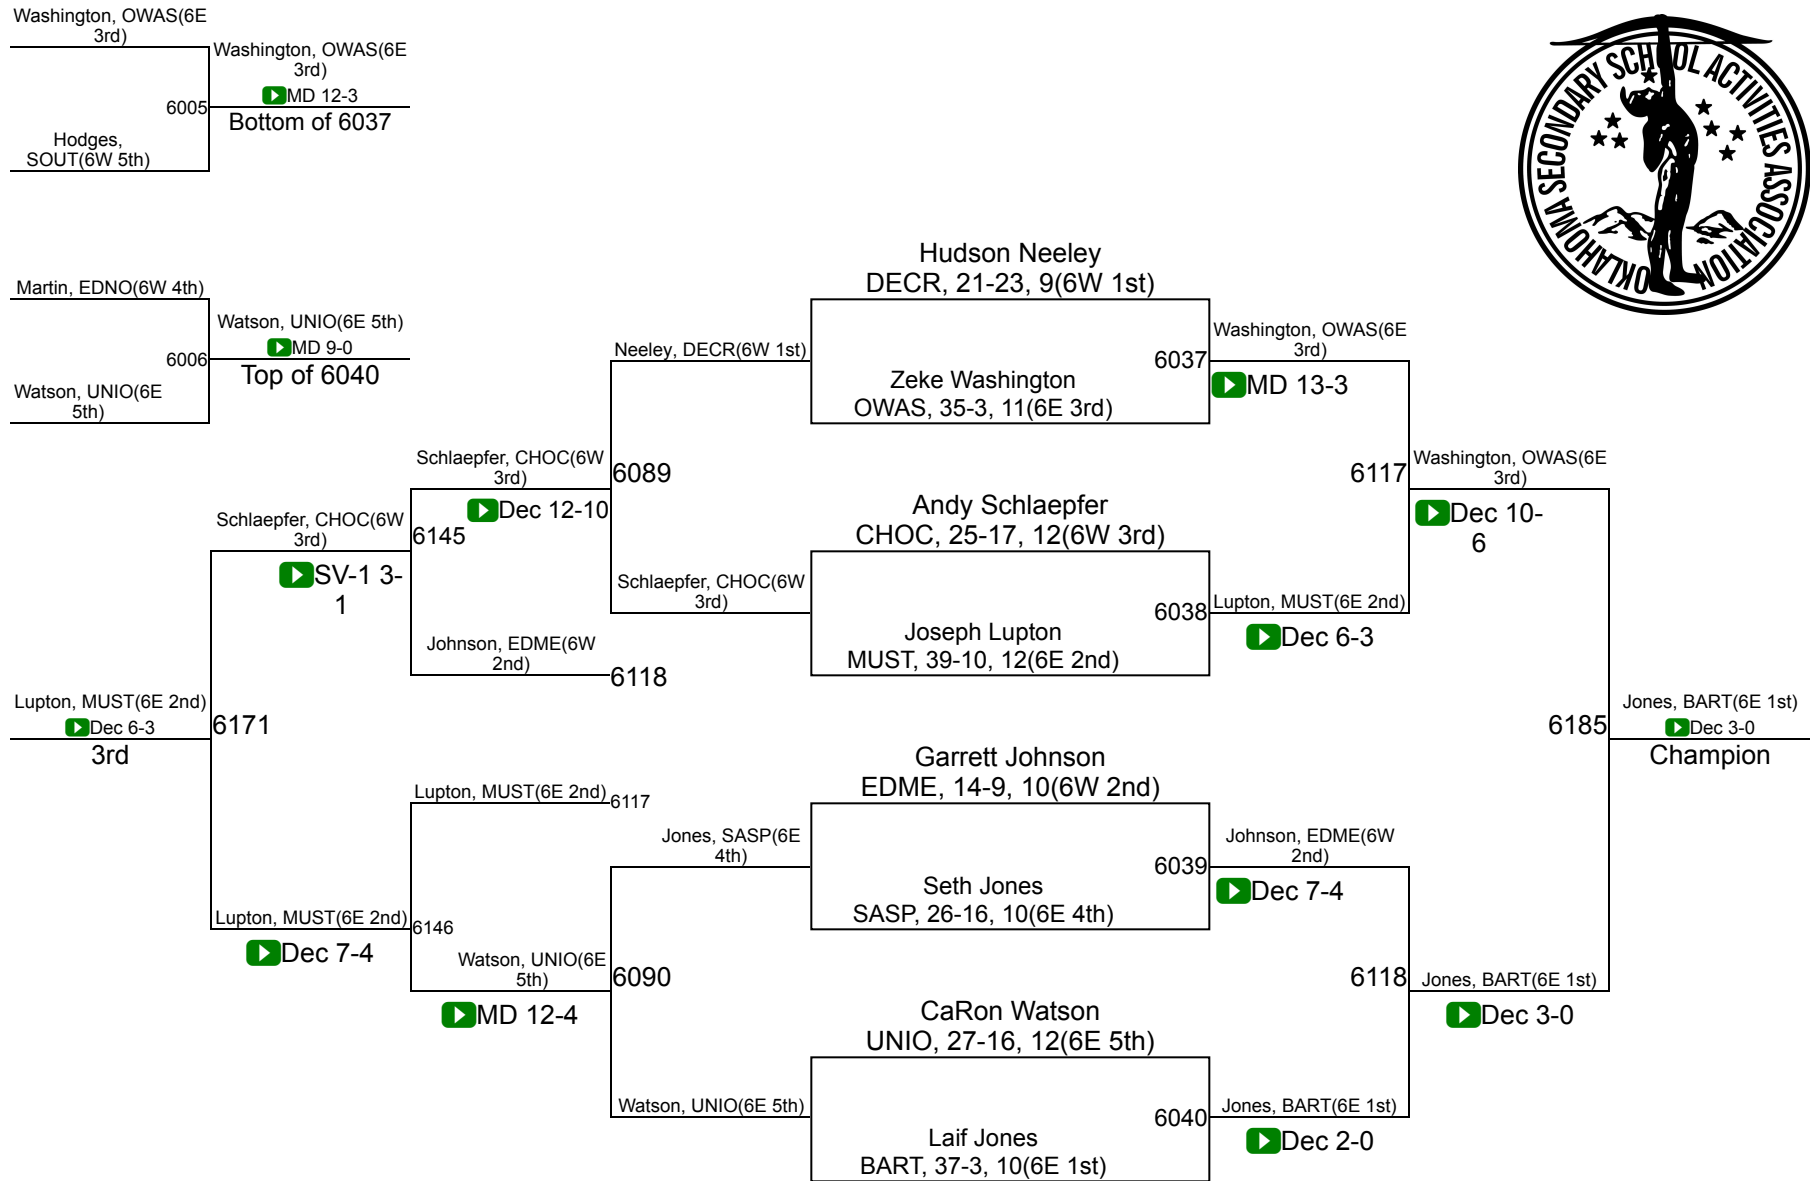 Washington, OWAS(6E
3rd)
6005
Hodges,
SOUT(6W 5th)
Washington, OWAS(6E
3rd)
MD 12-3
Bottom of 6037
OKLAHOMA SECONDARY SCHOOL ACTIVITIES ASSOCIATION
Martin, EDNO(6W 4th)
6006
Watson, UNIO(6E
5th)
Watson, UNIO(6E 5th)
MD 9-0
Top of 6040
Hudson Neeley
DECR, 21-23, 9(6W 1st)
6037
Zeke Washington
OWAS, 35-3, 11(6E 3rd)
Washington, OWAS(6E
3rd)
MD 13-3
Andy Schlaepfer
CHOC, 25-17, 12(6W 3rd)
6038
Joseph Lupton
MUST, 39-10, 12(6E 2nd)
Lupton, MUST(6E 2nd)
Dec 6-3
6117
Washington, OWAS(6E
3rd)
Dec 10-
6
Garrett Johnson
EDME, 14-9, 10(6W 2nd)
6039
Seth Jones
SASP, 26-16, 10(6E 4th)
Johnson, EDME(6W
2nd)
Dec 7-4
CaRon Watson
UNIO, 27-16, 12(6E 5th)
6040
Laif Jones
BART, 37-3, 10(6E 1st)
Jones, BART(6E 1st)
Dec 2-0
6118
Jones, BART(6E 1st)
Dec 3-0
6185
Jones, BART(6E 1st)
Dec 3-0
Champion
Neeley, DECR(6W 1st)
6089
Schlaepfer, CHOC(6W
3rd)
Schlaepfer, CHOC(6W
3rd)
Dec 12-10
6145
Johnson, EDME(6W
2nd)
6118
Schlaepfer, CHOC(6W
3rd)
SV-1 3-
1
Jones, SASP(6E
4th)
6090
Watson, UNIO(6E 5th)
Lupton, MUST(6E 2nd)
6117
6146
Watson, UNIO(6E
5th)
MD 12-4
Lupton, MUST(6E 2nd)
Dec 7-4
6171
Lupton, MUST(6E 2nd)
Dec 6-3
3rd